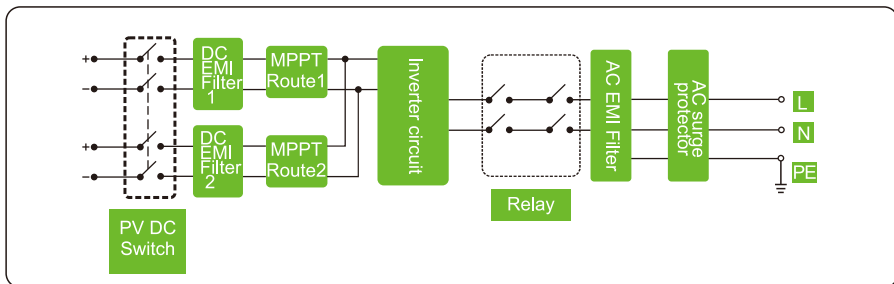 +
-
+
-
DC
EMI
Filter
1
DC
EMI
Filter
2
MPPT
Route1
MPPT
Route2
Inverter circuit
AC EMI Filter
AC surge
protector
L
N
PE
PV DC
Switch
Relay